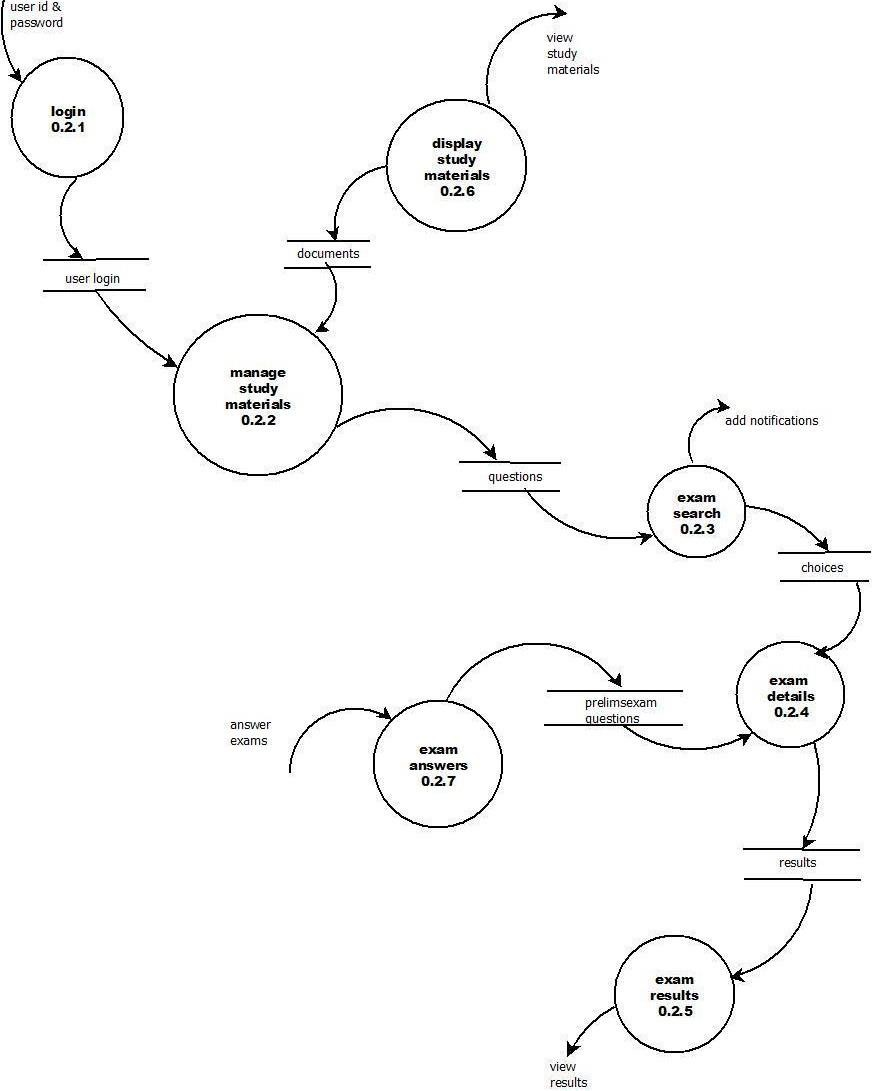 user id &
password
login
0.2.1
view
study
materials
display
study
materials
0.2.6
documents
user login
manage
study
materials
0.2.2
add notifications
questions
exam
search
0.2.3
choices
exam
details
0.2.4
prelimsexam
questions
answer
exams
exam
answers
0.2.7
results
exam
results
0.2.5
view
results